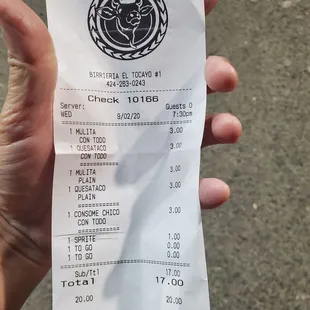 BIRRIERIA EL TOCAYO #1
424-263-0243
Check 10166
Server: Guests 0
WED 9/02/20 7:30pm
1 MULITA 3.00
CON TODO
1 QUESATACO 3.00
CON TODO
1 MULITA 3.00
PLAIN
1 QUESATACO 3.00
PLAIN
1 CONSOME CHICO 3.00
CON TODO
1 SPRITE 1.00
1 TO GO 0.00
1 TO GO 0.00
Sub/Ttl 17.00
Total 17.00
20.00 20.00